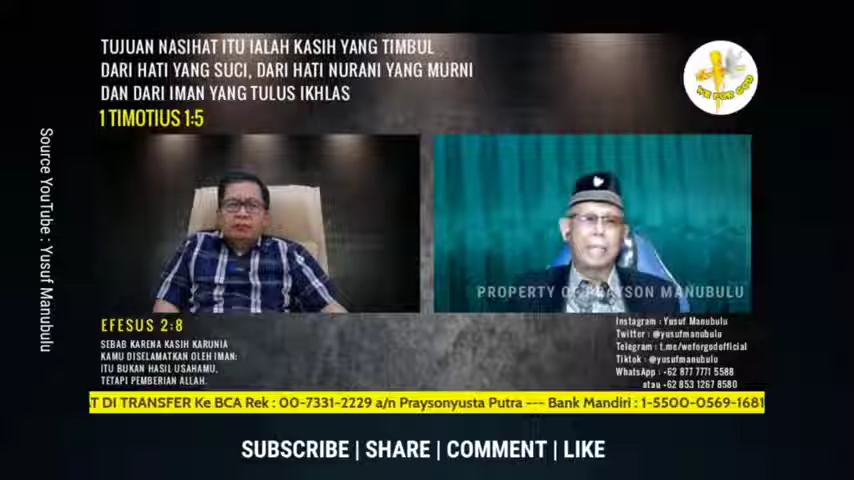 TUJUAN NASIHAT ITU IALAH KASIH YANG TIMBUL
DARI HATI YANG SUCI, DARI HATI NURANI YANG MURNI
DAN DARI IMAN YANG TULUS IKHLAS
1 TIMOTIUS 1:5
WE FOR GOD
Source YouTube : Yusuf Manubulu
PROPERTY OF PRAYSON MANUBULU
EFESUS 2:8
SEBAB KARENA KASIH KARUNIA
KAMU DISELAMATKAN OLEH IMAN:
ITU BUKAN HASIL USAHAMU,
TETAPI PEMBERIAN ALLAH.
Instagram : Yusuf Manubulu
Twitter : @yusufmanubulu
Telegram : t.me/weforgodofficial
Tiktok : @yusufmanubulu
WhatsApp : +62 877 7771 5588
atau +62 853 1267 8580
AT DI TRANSFER Ke BCA Rek : 00-7331-2229 a/n Praysonyusta Putra --- Bank Mandiri : 1-5500-0569-1681
SUBSCRIBE | SHARE | COMMENT | LIKE